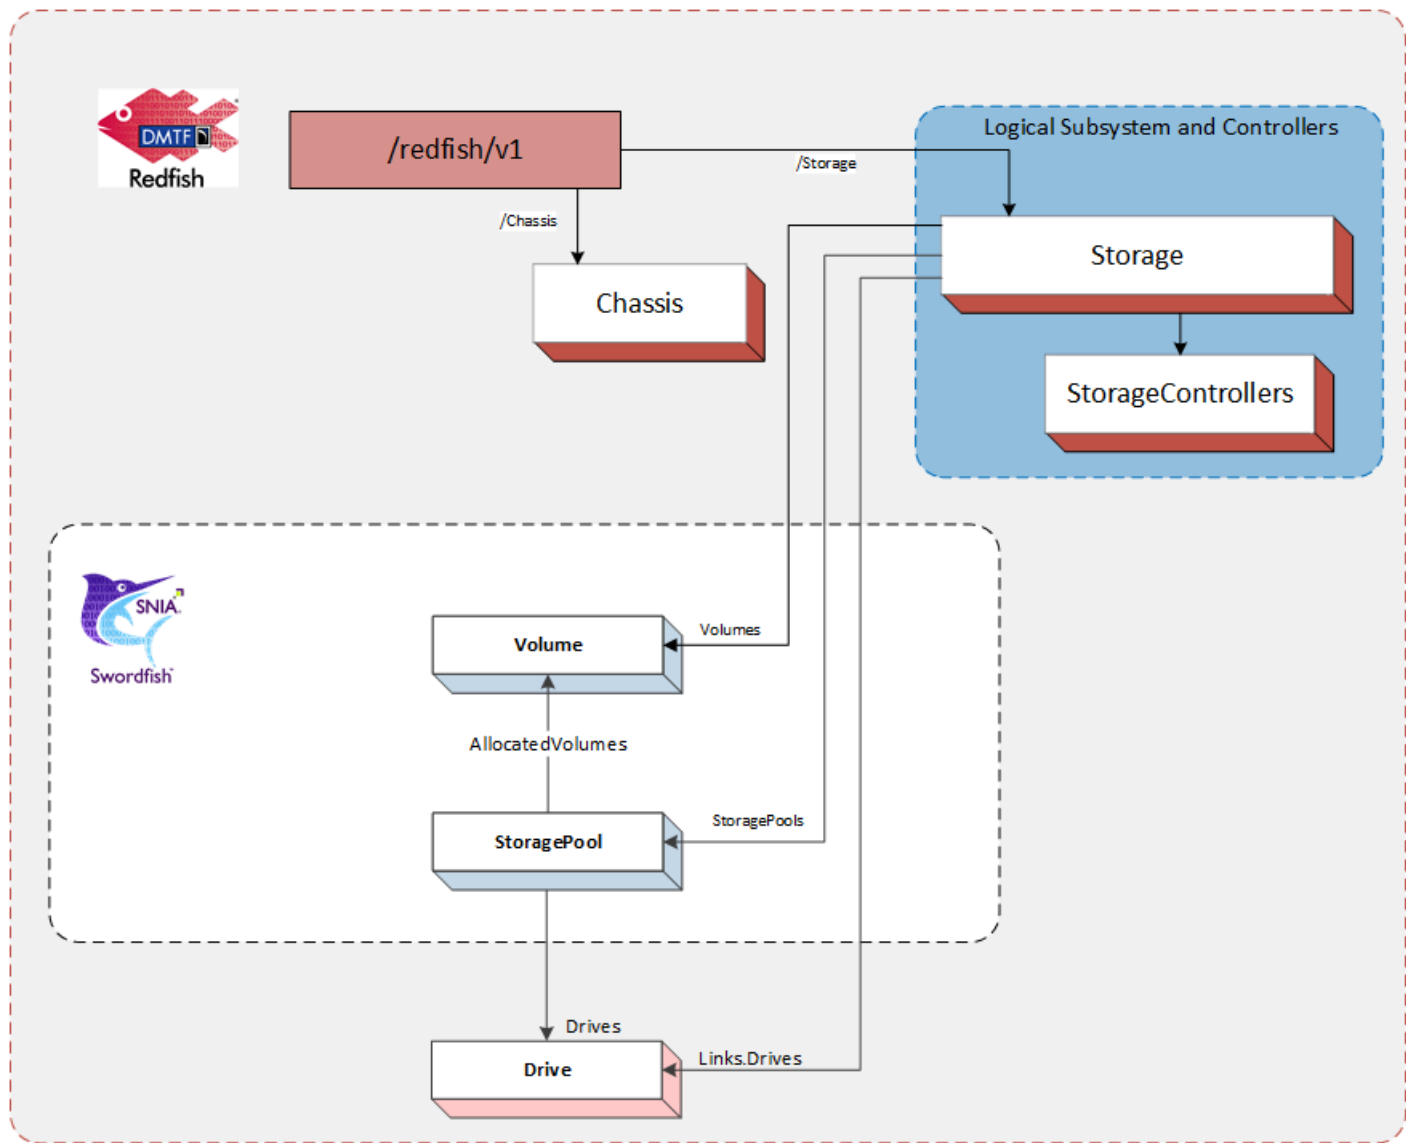 DMTF
Redfish
/redfish/v1
/Storage
/Chassis
Chassis
Logical Subsystem and Controllers
Storage
StorageControllers
SNIA
Swordfish™
Volume
Volumes
AllocatedVolumes
StoragePool
StoragePools
Drives
Drive
Links.Drives